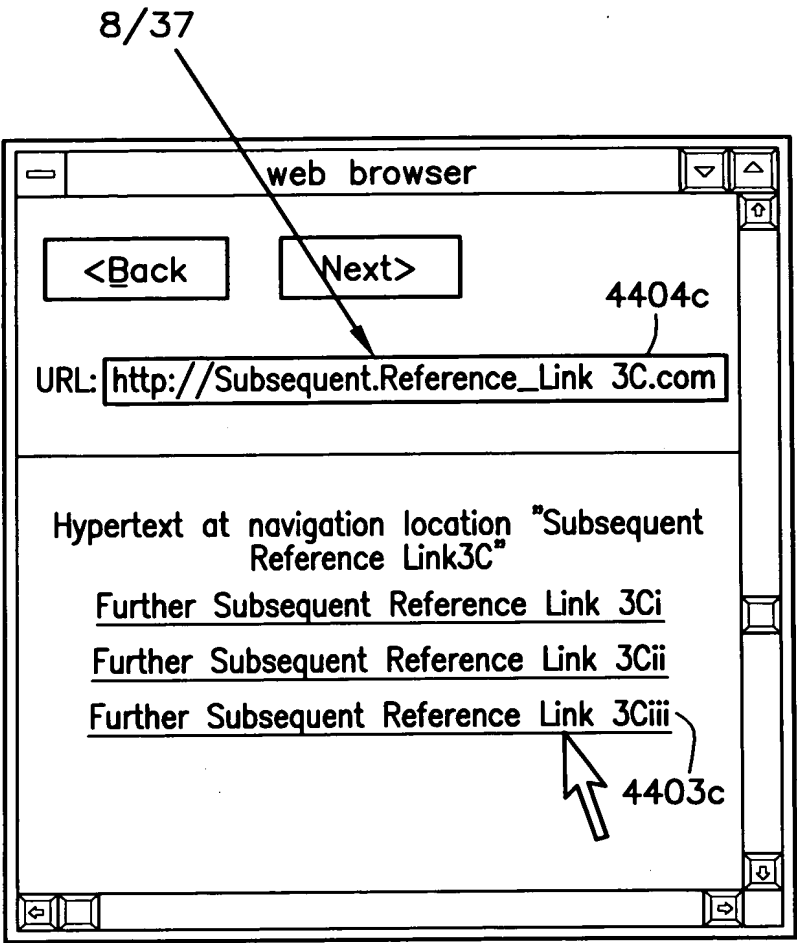 8/37
web browser
<Back
Next>
4404c
URL: http://Subsequent.Reference_Link 3C.com
Hypertext at navigation location "Subsequent
Reference Link3C"
Further Subsequent Reference Link 3Ci
Further Subsequent Reference Link 3Cii
Further Subsequent Reference Link 3Ciii
4403c